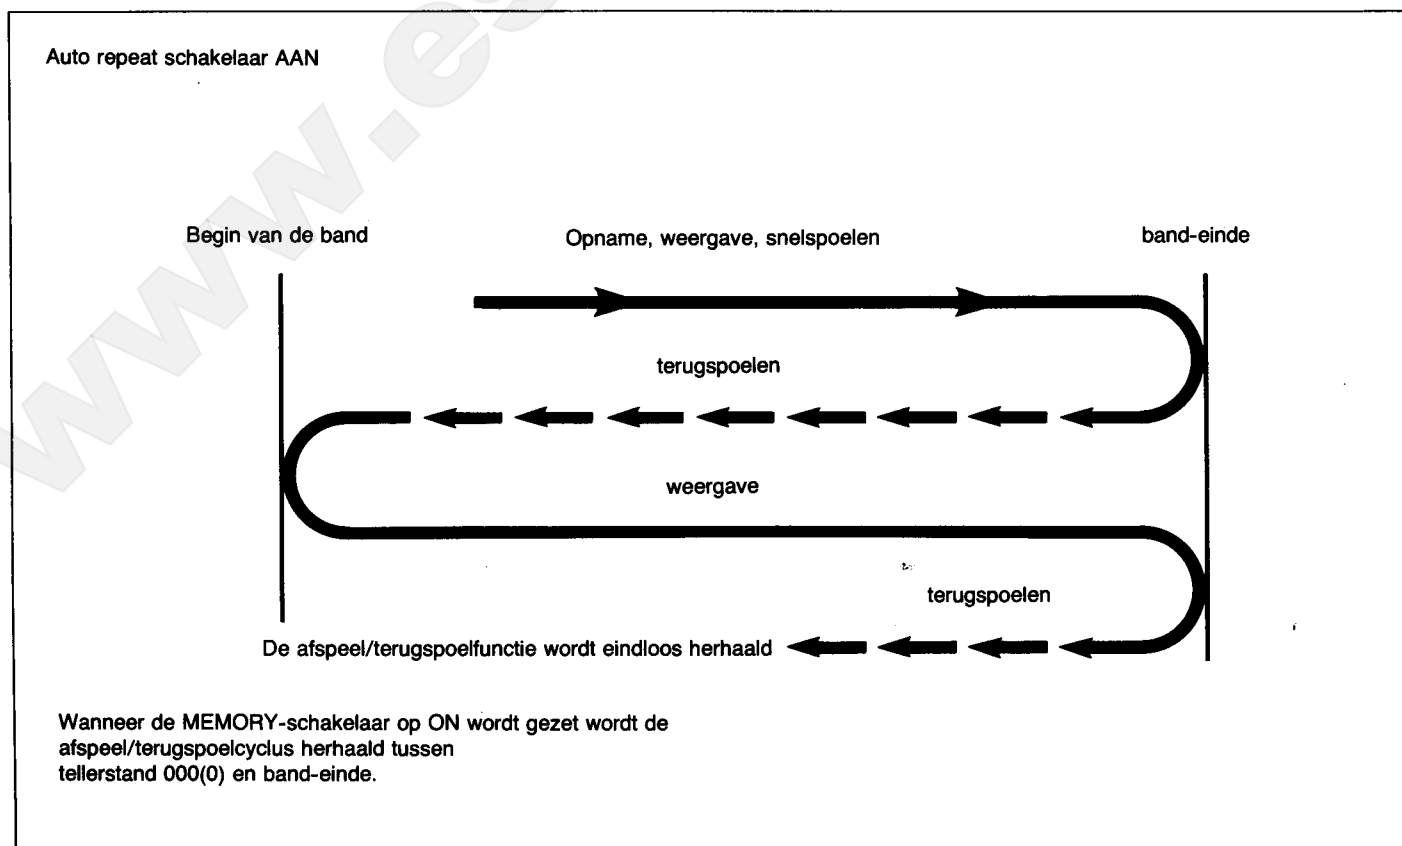 Auto repeat schakelaar AAN
Begin van de band
Opname, weergave, snelspoelen
band-einde
terugspoelen
weergave
terugspoelen
De afspeel/terugspoelfunctie wordt eindloos herhaald
Wanneer de MEMORY-schakelaar op ON wordt gezet wordt de
afspeel/terugspoelcyclus herhaald tussen
tellerstand 000(0) en band-einde.
www.es